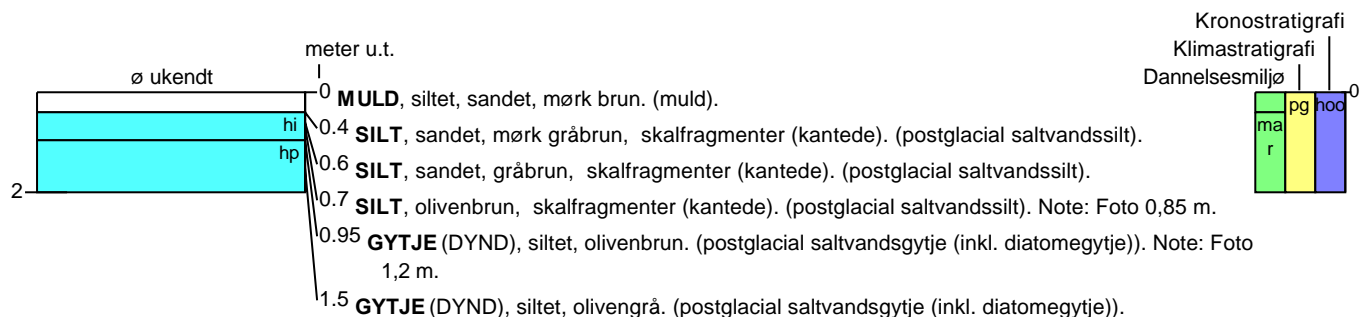 Kronostratigrafi
meter u.t.
Klimastratigrafi
ø ukendt
Dannelsesmiljø
0 MULD, siltet, sandet, mørk brun. (muld).
pg hoo 0
hi
0.4 SILT, sandet, mørk gråbrun, skalfragmenter (kantede). (postglacial saltvandssilt).
ma
r
hp
0.6 SILT, sandet, gråbrun, skalfragmenter (kantede). (postglacial saltvandssilt).
2
0.7 SILT, olivenbrun, skalfragmenter (kantede). (postglacial saltvandssilt). Note: Foto 0,85 m.
0.95 GYTJE (DYND), siltet, olivenbrun. (postglacial saltvandsgytje (inkl. diatomegytje)). Note: Foto
1,2 m.
1.5 GYTJE (DYND), siltet, olivengrå. (postglacial saltvandsgytje (inkl. diatomegytje)).